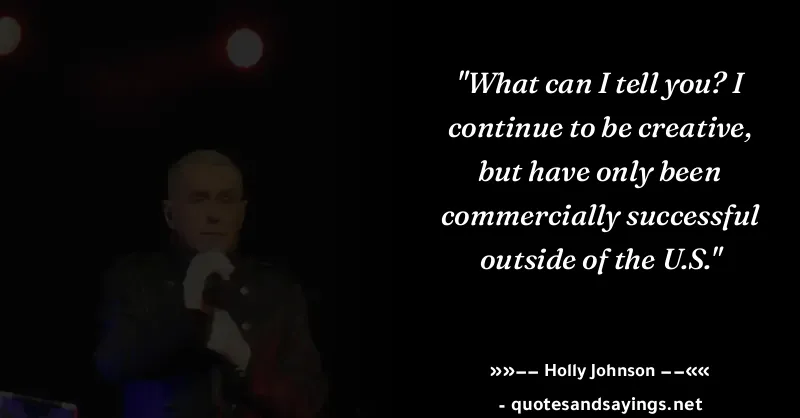 "What can I tell you? I
continue to be creative,
but have only been
commercially successful
outside of the U.S."
»»−− Holly Johnson −−««
- quotesandsayings.net